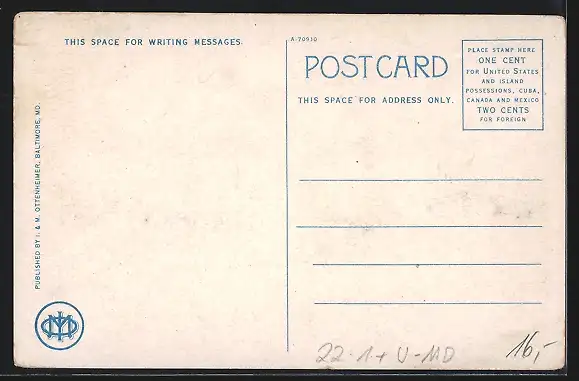 THIS SPACE FOR WRITING MESSAGES.
A-70910
POST CARD
THIS SPACE FOR ADDRESS ONLY.
PLACE STAMP HERE
ONE CENT
FOR UNITED STATES
AND ISLAND
POSSESSIONS, CUBA,
CANADA AND MEXICO
TWO CENTS
FOR FOREIGN
PUBLISHED BY I. & M. OTTENHEIMER, BALTIMORE, MD.
22-1+ U-MD
16,-